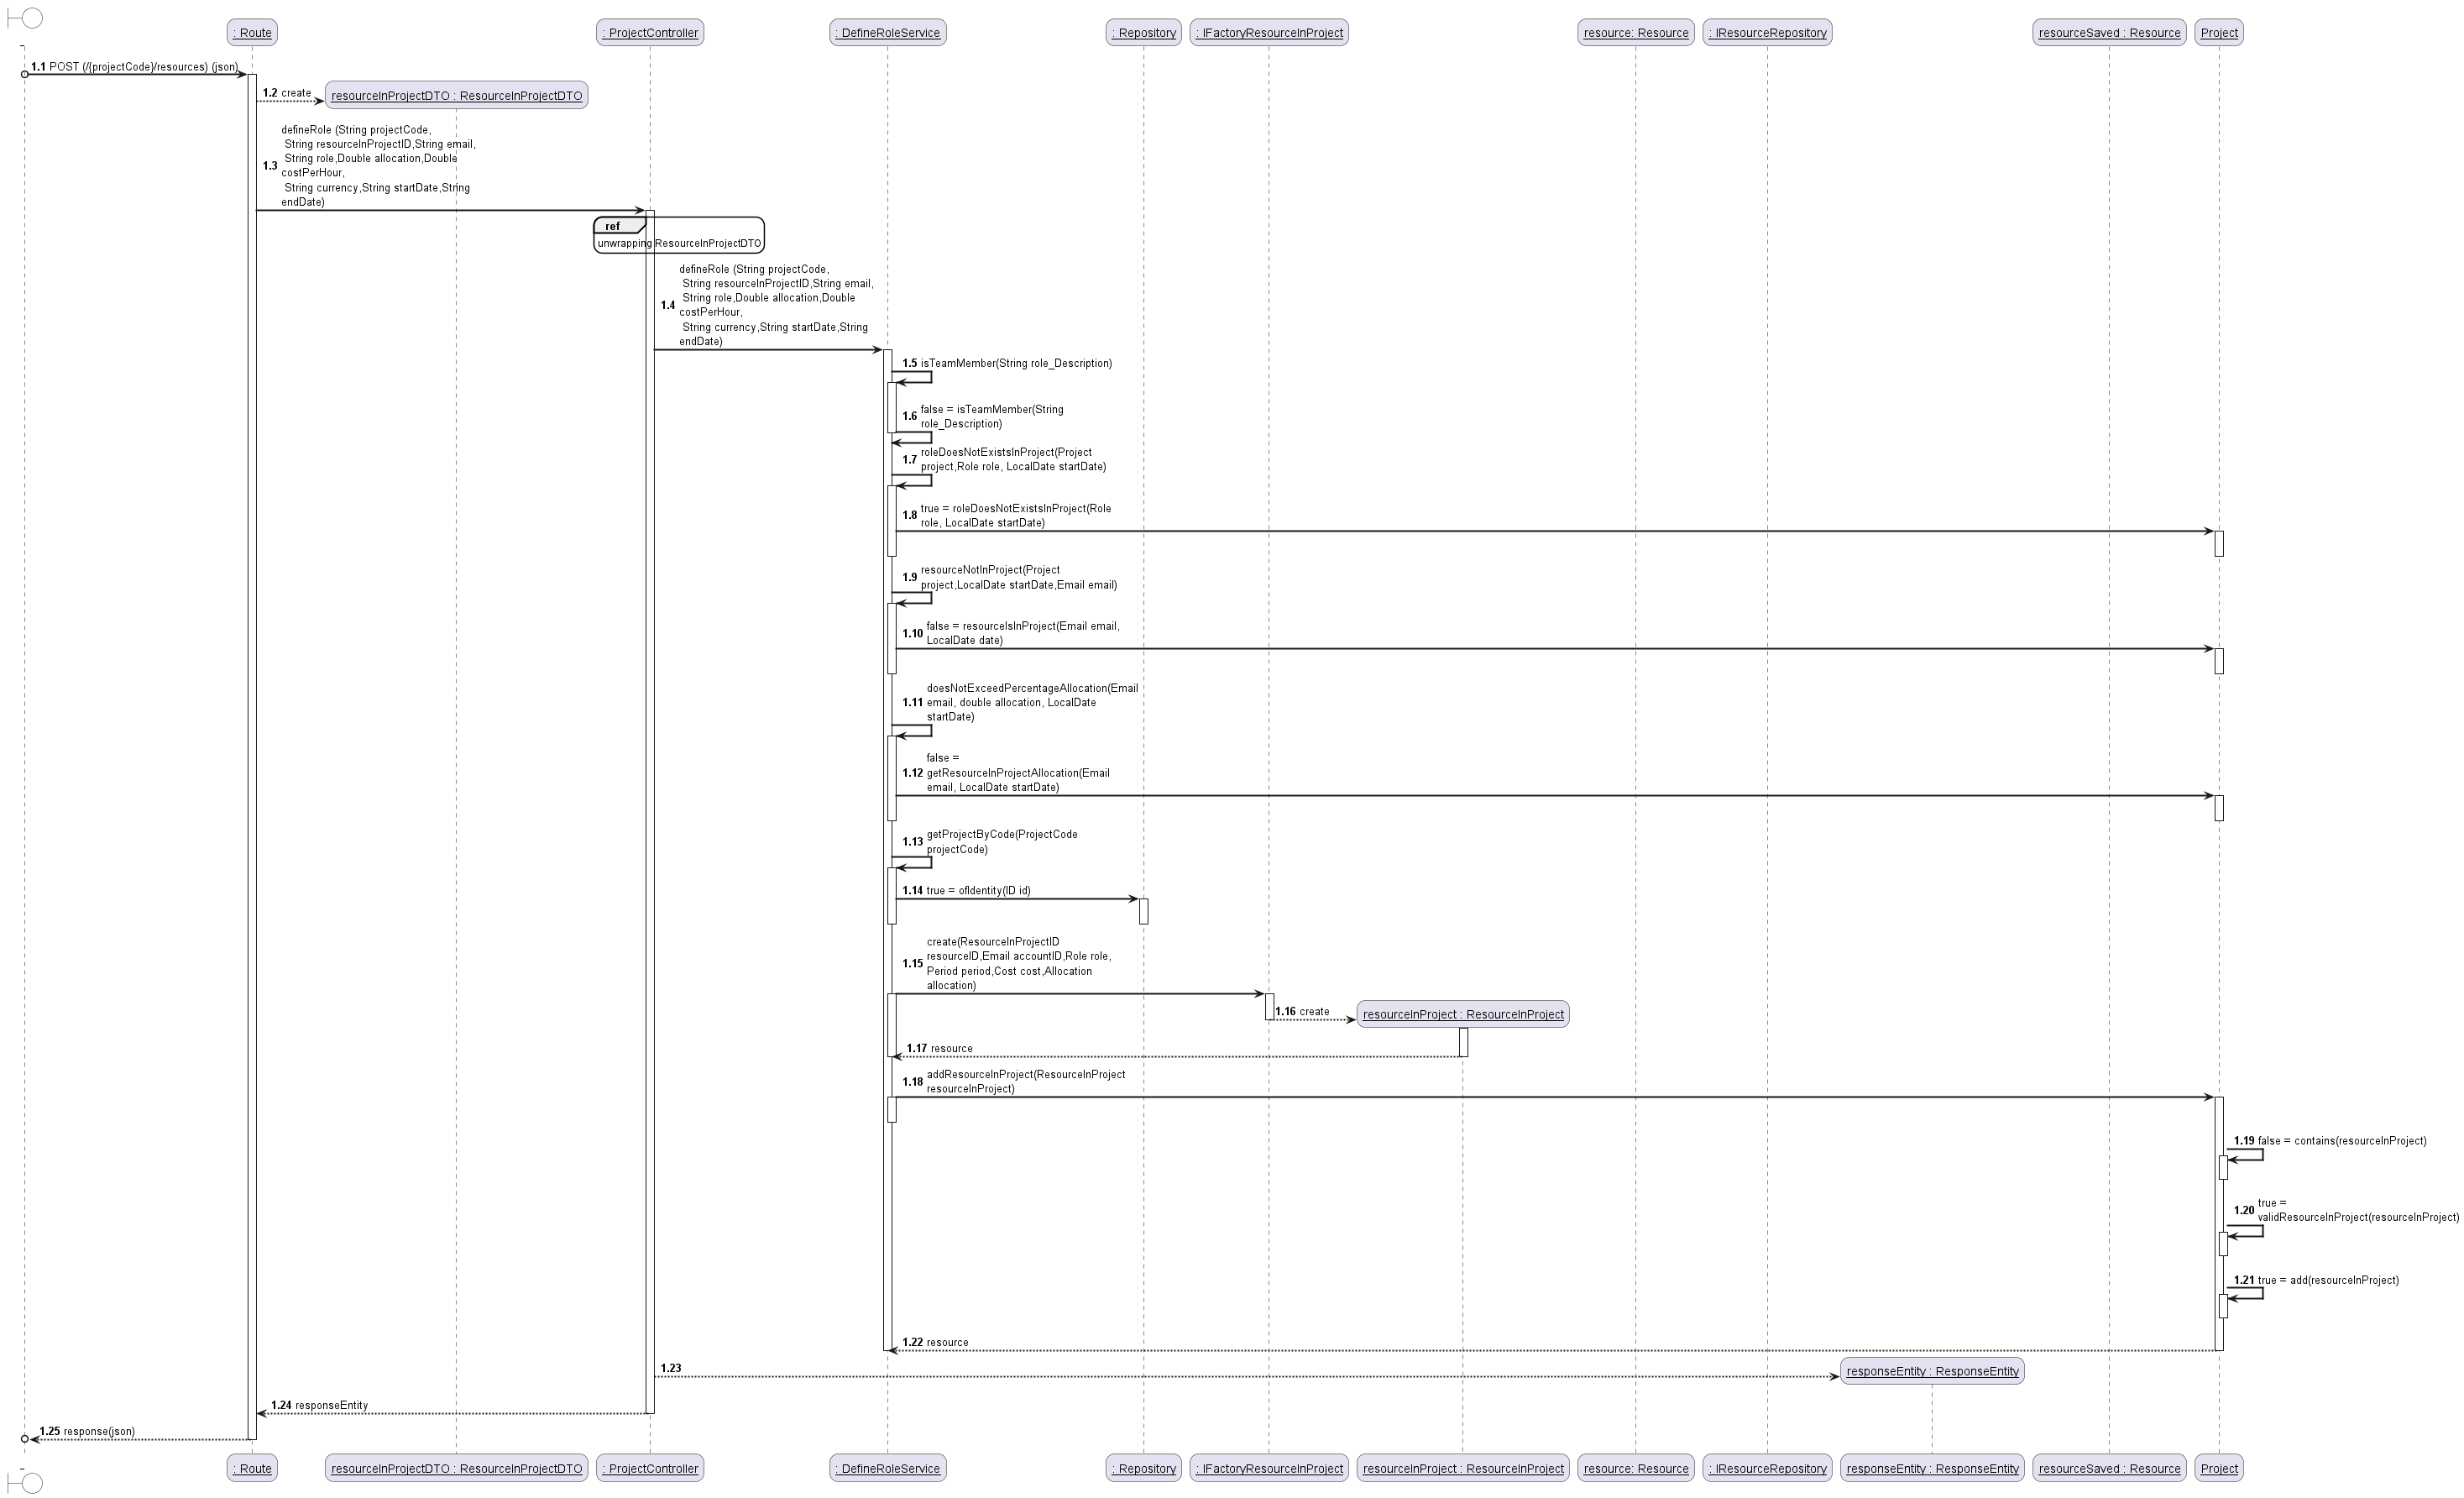 : Route
: ProjectController
: DefineRoleService
: Repository
: IFactoryResourceInProject
resource: Resource
: IResourceRepository
resourceSaved : Resource
Project
1.1 POST (/{projectCode}/resources) (json)
1.2 create
resourceInProjectDTO : ResourceInProjectDTO
defineRole (String projectCode,
String resourceInProjectID,String email,
String role,Double allocation,Double
1.3
costPerHour,
String currency,String startDate,String
endDate)
ref
unwrapping ResourceInProjectDTO
defineRole (String projectCode,
String resourceInProjectID,String email,
String role,Double allocation,Double
1.4
costPerHour,
String currency,String startDate,String
endDate)
1.5 isTeamMember(String role_Description)
1.6 false = isTeamMember(String
role_Description)
1.7 roleDoesNotExistsInProject(Project
project,Role role, LocalDate startDate)
1.8 true = roleDoesNotExistsInProject(Role
role, LocalDate startDate)
1.9 resourceNotInProject(Project
project,LocalDate startDate,Email email)
1.10 false = resourceIsInProject(Email email,
LocalDate date)
doesNotExceedPercentageAllocation(Email
1.11 email, double allocation, LocalDate
startDate)
false =
1.12 getResourceInProjectAllocation(Email
email, LocalDate startDate)
1.13 getProjectByCode(ProjectCode
projectCode)
1.14 true = ofIdentity(ID id)
create(ResourceInProjectID
resourceID,Email accountID,Role role,
1.15
Period period,Cost cost,Allocation
allocation)
1.16 create
resourceInProject : ResourceInProject
1.17 resource
1.18 addResourceInProject(ResourceInProject
resourceInProject)
1.19 false = contains(resourceInProject)
1.20 true =
validResourceInProject(resourceInProject)
1.21 true = add(resourceInProject)
1.22 resource
1.23
responseEntity : ResponseEntity
1.24 responseEntity
1.25 response(json)
: Route
resourceInProjectDTO : ResourceInProjectDTO
: ProjectController
: DefineRoleService
: Repository
: IFactoryResourceInProject
resourceInProject : ResourceInProject
resource: Resource
: IResourceRepository
responseEntity : ResponseEntity
resourceSaved : Resource
Project